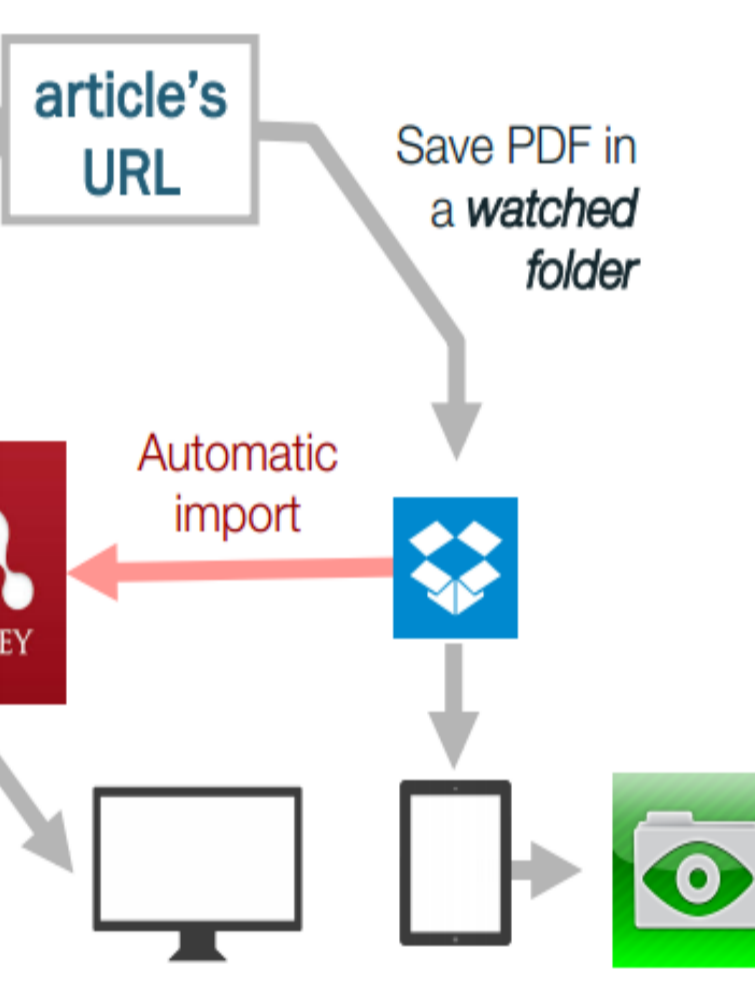 article's
URL
Save PDF in
a watched
folder
Automatic
import
EY